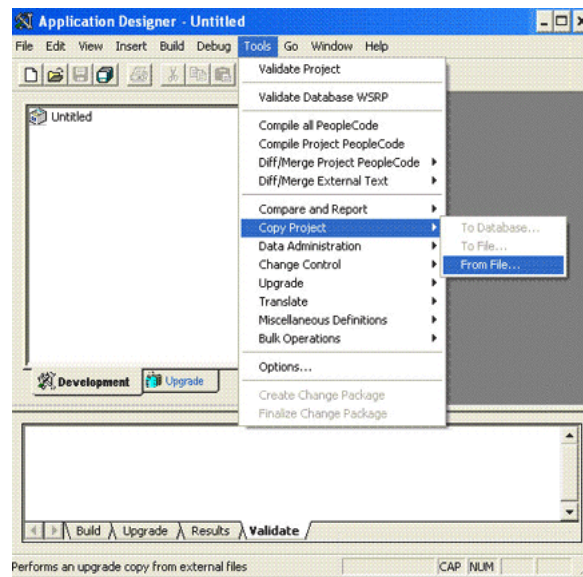 Application Designer - Untitled
File Edit View Insert Build Debug Tools Go Window Help
Untitled
Validate Project
Validate Database WSRP
Compile all PeopleCode
Compile Project PeopleCode
Diff/Merge Project PeopleCode
Diff/Merge External Text
Compare and Report
Copy Project
Data Administration
Change Control
Upgrade
Translate
Miscellaneous Definitions
Bulk Operations
Options...
Create Change Package
Finalize Change Package
To Database...
To File...
From File...
Development Upgrade
Build Upgrade Results Validate
Performs an upgrade copy from external files CAP NUM